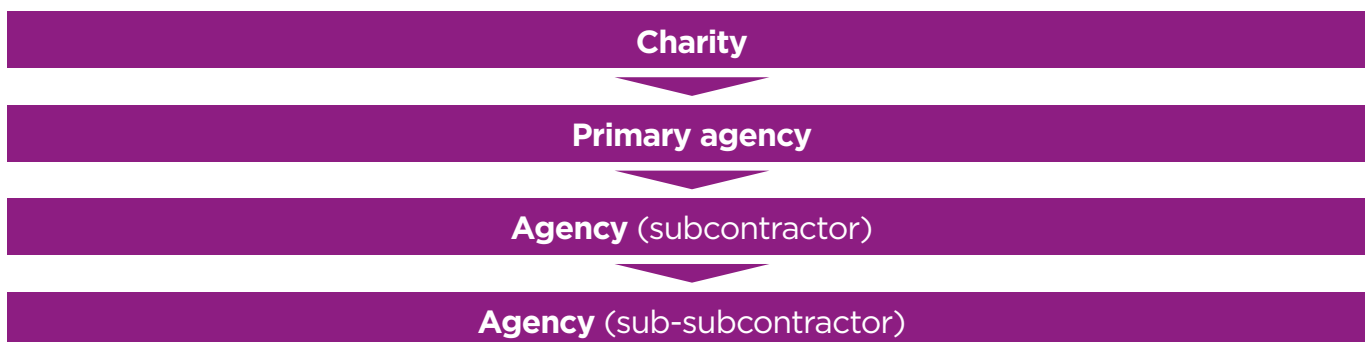 Charity
Primary agency
Agency (subcontractor)
Agency (sub-subcontractor)